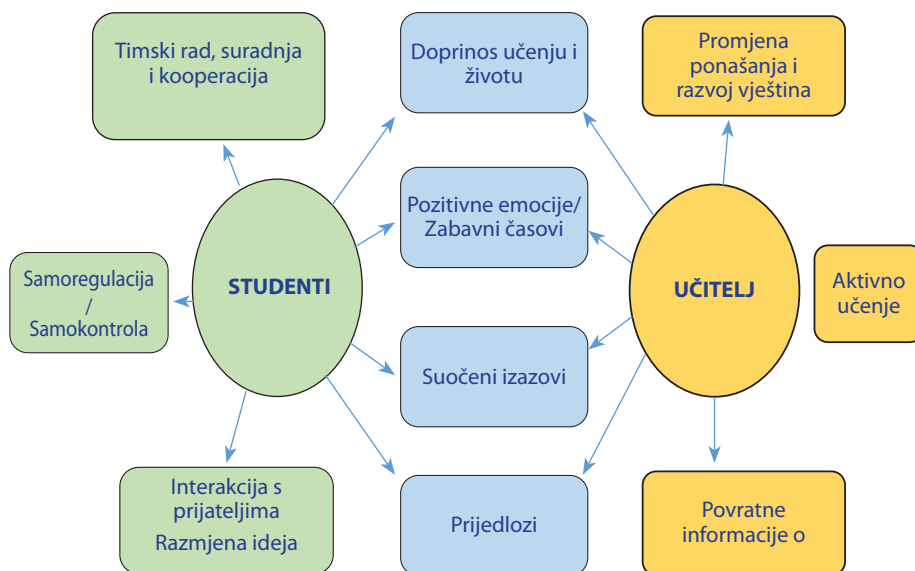 Timski rad, suradnja
i kooperacija
Doprinos učenju i
životu
Promjena
ponašanja i
razvoj vještina
Pozitivne emocije/
Zabavni časovi
Samoregulacija
/
Samokontrola
STUDENTI
UČITELJ
Aktivno
učenje
Suočeni izazovi
Interakcija s
prijateljima
Razmjena ideja
Prijedlozi
Povratne
informacije o